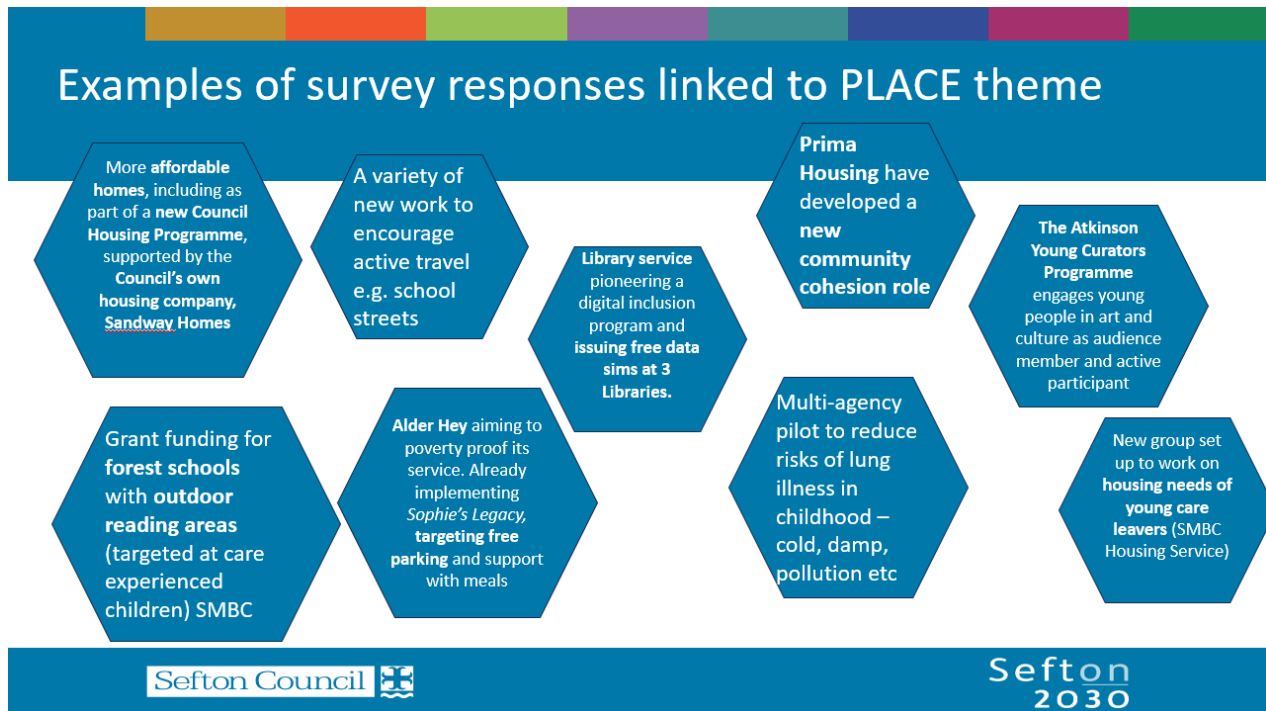 Examples of survey responses linked to PLACE theme
More affordable
homes, including as
part of a new Council
Housing Programme,
supported by the
Council's own
housing company,
Sandway Homes
A variety of
new work to
encourage
active travel
e.g. school
streets
Library service
pioneering a
digital inclusion
program and
issuing free data
sims at 3
Libraries.
Prima
Housing have
developed a
new
community
cohesion role
The Atkinson
Young Curators
Programme
engages young
people in art and
culture as audience
member and active
participant
Grant funding for
forest schools
with outdoor
reading areas
(targeted at care
experienced
children) SMBC
Alder Hey aiming to
poverty proof its
service. Already
implementing
Sophie's Legacy,
targeting free
parking and support
with meals
Multi-agency
pilot to reduce
risks of lung
illness in
childhood –
cold, damp,
pollution etc
New group set
up to work on
housing needs of
young care
leavers (SMBC
Housing Service)
Sefton Council
Sefton
2030